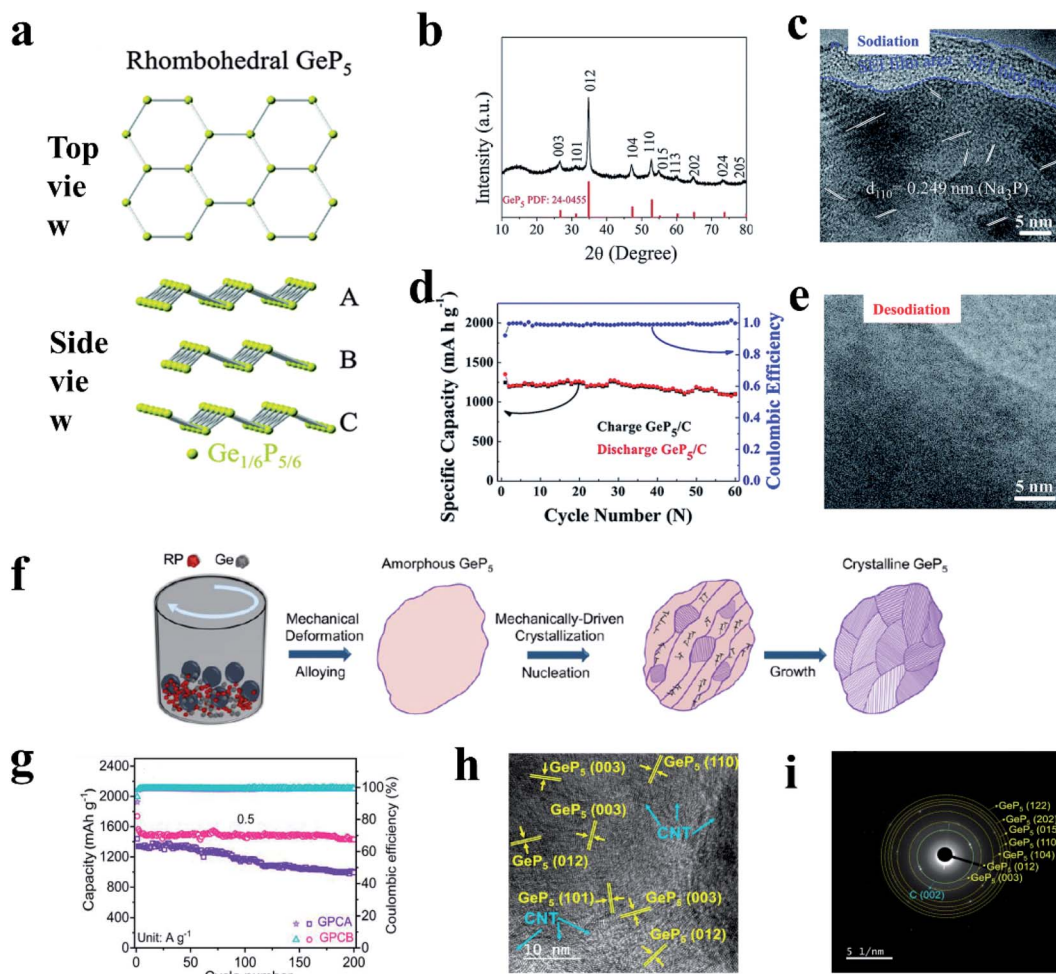 a
Rhombohedral GeP₅
Top
vie
w
Side
vie
w
A
B
C
Ge₁/₆P₅/₆
b
Intensity (a.u.)
003
101
012
104
110
015
113
202
024
205
GeP₅ PDF: 24-0455
10 20 30 40 50 60 70 80
2θ (Degree)
c
Sodiation
d₁₁₀= 0.249 nm (Na₃P)
5 nm
d
Specific Capacity (mA h g⁻¹)
2000
1500
1000
500
0
1.0
0.8
0.6
0.4
0.2
0.0
Coulombic Efficiency
Charge GeP₅/C
Discharge GeP₅/C
0 10 20 30 40 50 60
Cycle Number (N)
e
Desodiation
5 nm
f
RP Ge
Mechanical
Deformation
Alloying
Amorphous GeP₅
Mechanically-Driven
Crystallization
Nucleation
Growth
Crystalline GeP₅
g
Capacity (mAh g⁻¹)
2400
2000
1600
1200
800
400
0
100
80
60
40
20
0
Coulombic efficiency (%)
0.5
GPCA
GPCB
Unit: A g⁻¹
0 50 100 150 200
Cycle number
h
GeP₅ (003)
GeP₅ (110)
GeP₅ (003)
CNT
GeP₅ (012)
GeP₅ (101)
GeP₅ (003)
CNT
GeP₅ (012)
10 nm
i
GeP₅ (122)
GeP₅ (202)
GeP₅ (015)
GeP₅ (110)
GeP₅ (104)
GeP₅ (012)
GeP₅ (003)
C (002)
5 1/nm